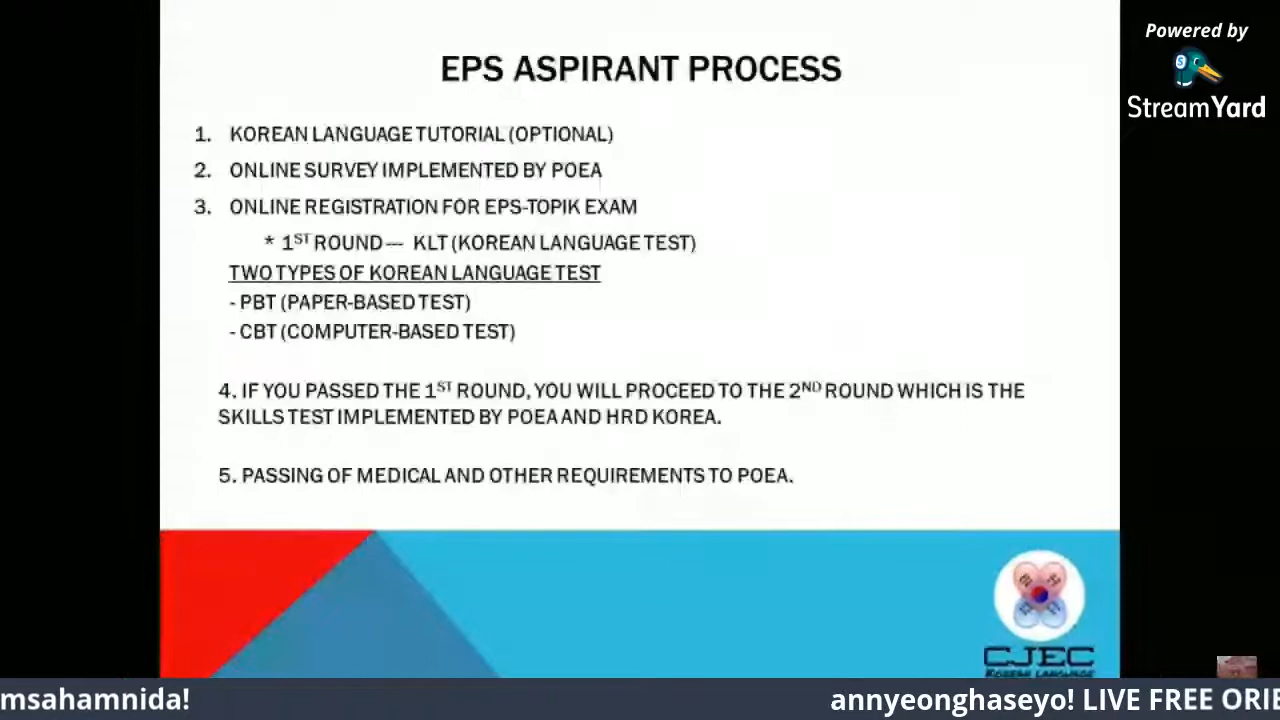 Powered by
StreamYard
EPS ASPIRANT PROCESS
1. KOREAN LANGUAGE TUTORIAL (OPTIONAL)
2. ONLINE SURVEY IMPLEMENTED BY POEA
3. ONLINE REGISTRATION FOR EPS-TOPIK EXAM
* 1ST ROUND--- KLT (KOREAN LANGUAGE TEST)
TWO TYPES OF KOREAN LANGUAGE TEST
- PBT (PAPER-BASED TEST)
- CBT (COMPUTER-BASED TEST)
4. IF YOU PASSED THE 1ST ROUND, YOU WILL PROCEED TO THE 2ND ROUND WHICH IS THE
SKILLS TEST IMPLEMENTED BY POEA AND HRD KOREA.
5. PASSING OF MEDICAL AND OTHER REQUIREMENTS TO POEA.
CJEC
KOREAN LANGUAGE
msahamnida! annyeonghaseyo! LIVE FREE ORIE